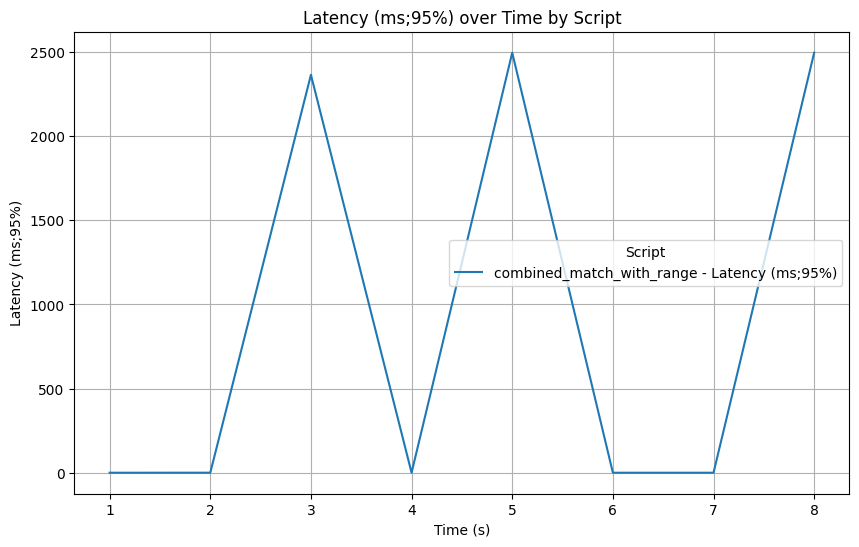 Latency (ms;95%) over Time by Script
Latency (ms;95%)
2500
2000
1500
1000
500
0
Script
combined_match_with_range - Latency (ms;95%)
1 2 3 4 5 6 7 8
Time (s)